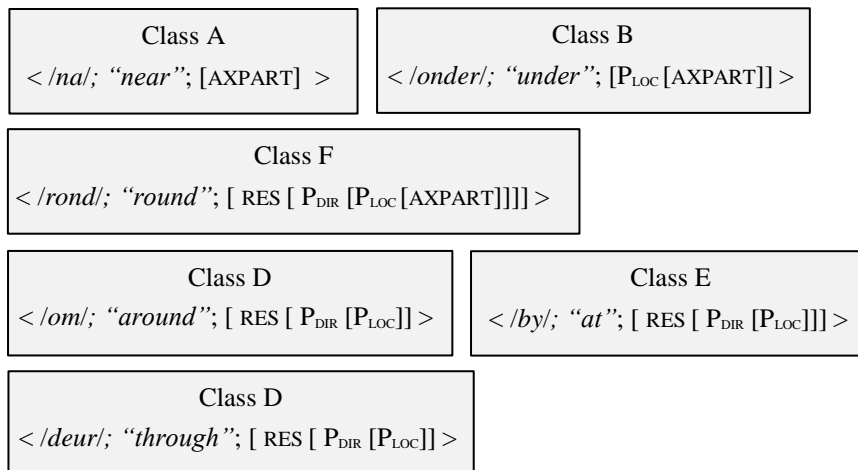 Class A
< /na/; “near”; [AXPART] >
Class B
< /onder/; “under”; [PLOC [AXPART]] >
Class F
< /rond/; “round”; [ RES [ PDIR [PLOC [AXPART]]]] >
Class D
< /om/; “around”; [ RES [ PDIR [PLOC]] >
Class E
< /by/; “at”; [ RES [ PDIR [PLOC]]] >
Class D
< /deur/; “through”; [ RES [ PDIR [PLOC]] >